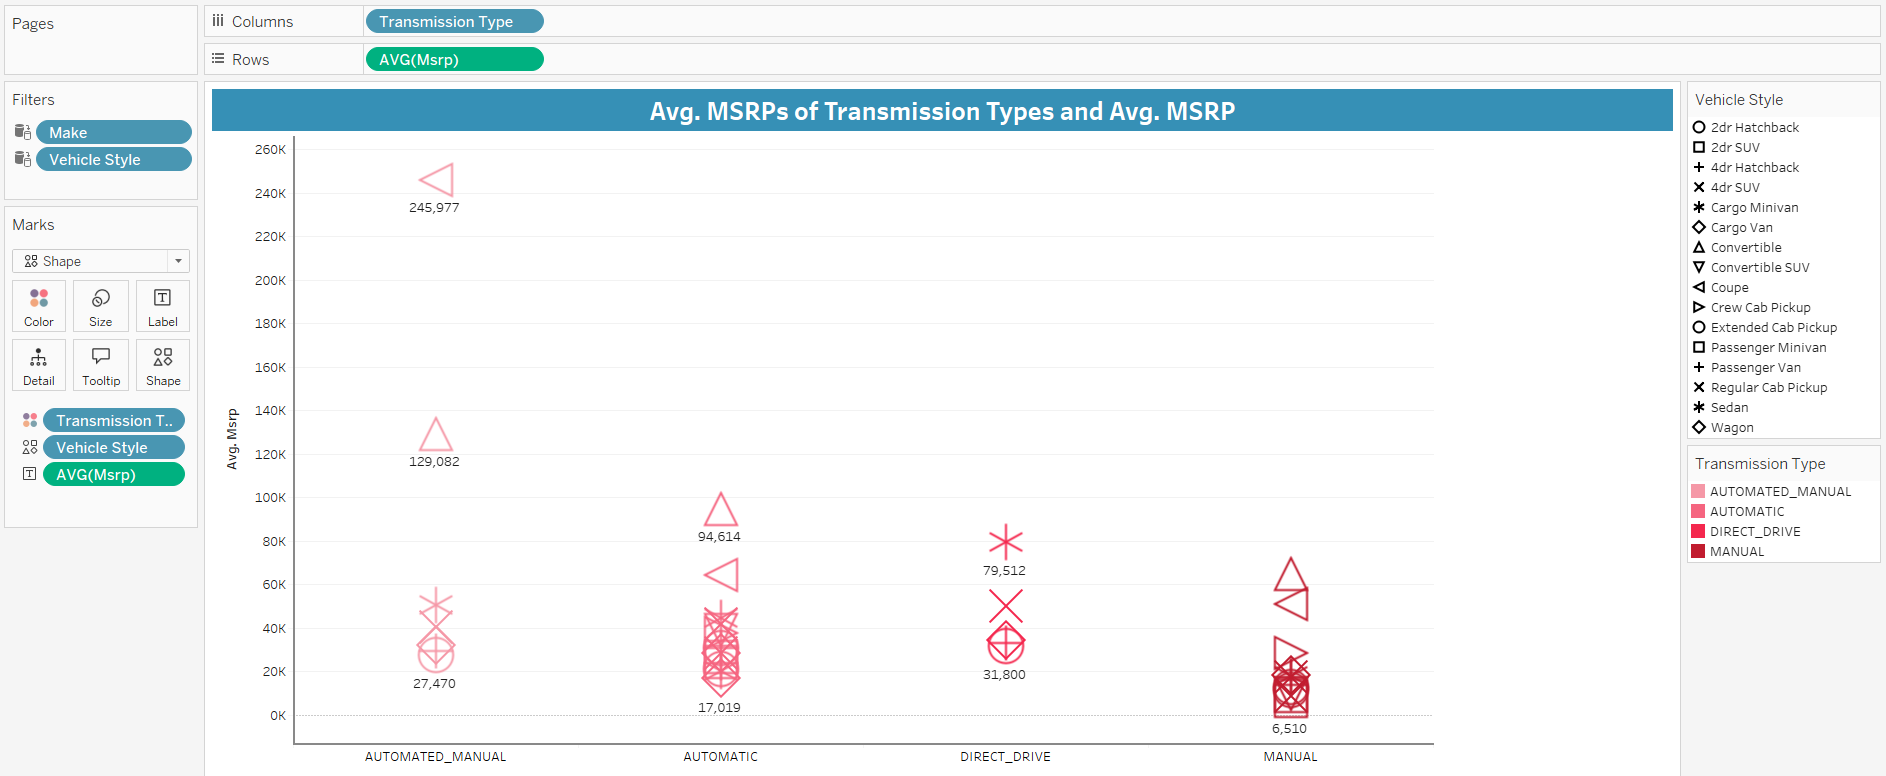 Pages
Columns
Transmission Type
Rows
AVG(Msrp)
Filters
Make
Vehicle Style
Marks
Shape
Color
Size
Label
Detail
Tooltip
Shape
Transmission T..
Vehicle Style
AVG(Msrp)
Avg. MSRPs of Transmission Types and Avg. MSRP
Avg. Msrp
260K
240K
220K
200K
180K
160K
140K
120K
100K
80K
60K
40K
20K
0K
245,977
129,082
27,470
94,614
17,019
79,512
31,800
6,510
AUTOMATED_MANUAL
AUTOMATIC
DIRECT_DRIVE
MANUAL
Vehicle Style
2dr Hatchback
2dr SUV
4dr Hatchback
4dr SUV
Cargo Minivan
Cargo Van
Convertible
Convertible SUV
Coupe
Crew Cab Pickup
Extended Cab Pickup
Passenger Minivan
Passenger Van
Regular Cab Pickup
Sedan
Wagon
Transmission Type
AUTOMATED_MANUAL
AUTOMATIC
DIRECT_DRIVE
MANUAL